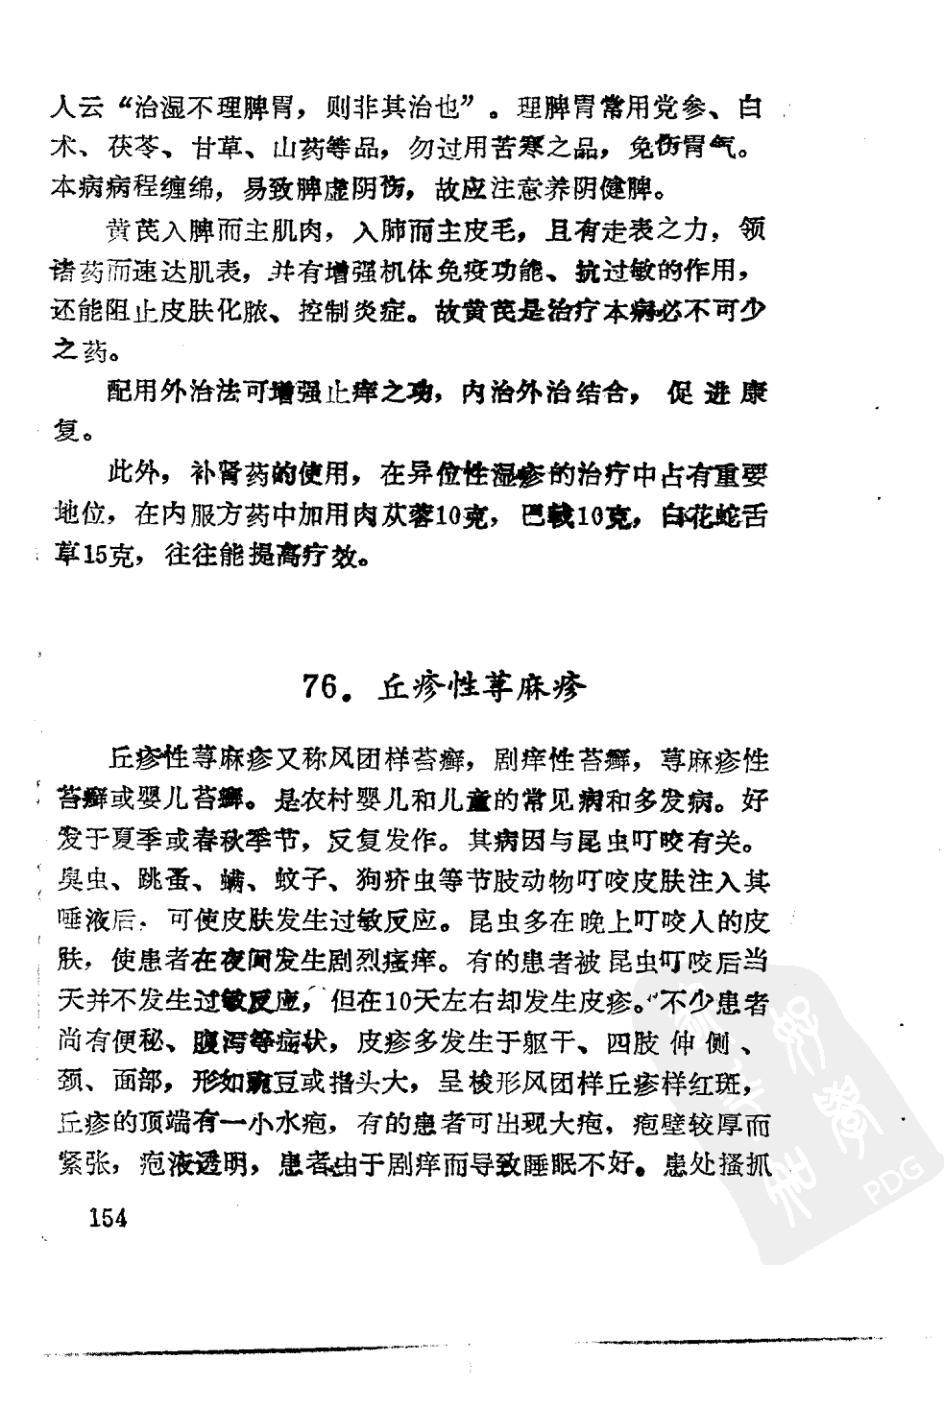 人云“治湿不理脾胃，则非其治也”。理脾胃常用党参、白
术、茯苓、甘草、山药等品，勿过用苦寒之品，免伤胃气。
本病病程缠绵，易致脾虚阴伤，故应注意养阴健脾。
黄芪入脾而主肌肉，入肺而主皮毛，且有走表之力，领
诸药而速达肌表，并有增强机体免疫功能、抗过敏的作用，
还能阻止皮肤化脓、控制炎症。故黄芪是治疗本病必不可少
之药。
配用外治法可增强止痒之功，内治外治结合，促进康
复。
此外，补肾药的使用，在异位性湿疹的治疗中占有重要
地位，在内服方药中加用肉苁蓉10克，巴戟10克，白花蛇舌
草15克，往往能提高疗效。
76．丘疹性荨麻疹
丘疹性荨麻疹又称风团样苔癣，剧痒性苔癣，荨麻疹性
苔癣或婴儿苔癣。是农村婴儿和儿童的常见病和多发病。好
发于夏季或春秋季节，反复发作。其病因与昆虫叮咬有关。
臭虫、跳蚤、螨、蚊子、狗疥虫等节肢动物叮咬皮肤注入其
唾液后，可使皮肤发生过敏反应。昆虫多在晚上叮咬人的皮
肤，使患者在夜间发生剧烈瘙痒。有的患者被昆虫叮咬后当
天并不发生过敏反应，但在10天左右却发生皮疹。不少患者
尚有便秘、腹泻等症状，皮疹多发生于躯干、四肢伸侧、
颈、面部，形如豌豆或指头大，呈梭形风团样丘疹样红斑，
丘疹的顶端有一小水疱，有的患者可出现大疱，疱壁较厚而
紧张，疱液透明，患者由于剧痒而导致睡眠不好。患处搔抓
154
PDG